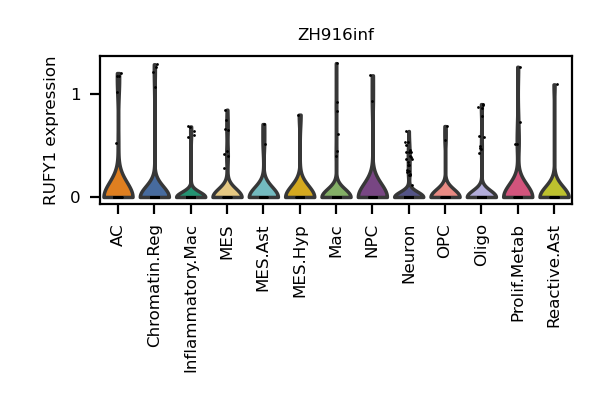 ZH916inf
RUFY1 expression
1
0
AC
Chromatin.Reg
Inflammatory.Mac
MES
MES.Ast
MES.Hyp
Mac
NPC
Neuron
OPC
Oligo
Prolif.Metab
Reactive.Ast